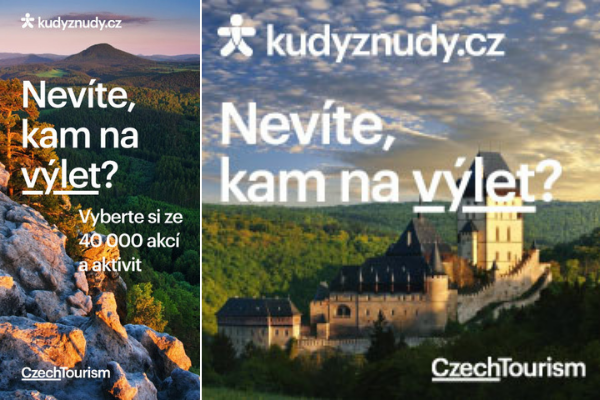 kudyznudy.cz
Nevíte,
kam na
výlet?
Vyberte si ze
40 000 akcí
a aktivit
CzechTourism
kudyznudy.cz
Nevíte,
kam na výlet?
CzechTourism